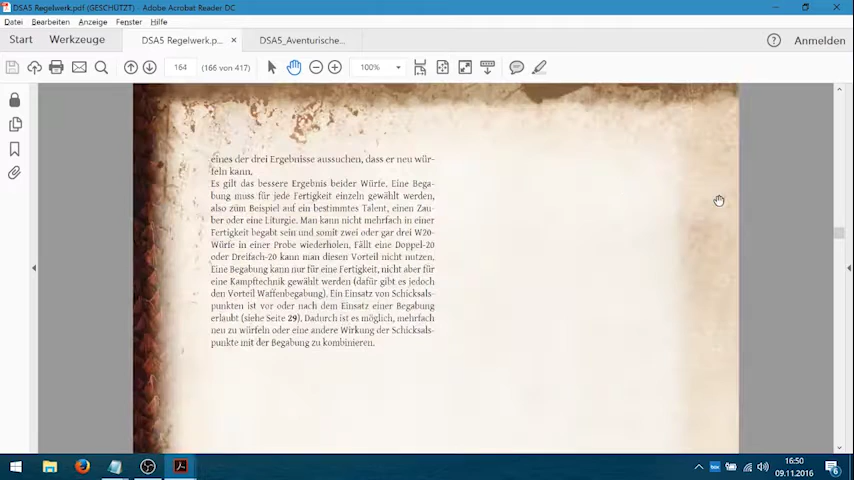 DSA5 Regelwerk.pdf (GESCHÜTZT) - Adobe Acrobat Reader DC
Datei Bearbeiten Anzeige Fenster Hilfe
Start Werkzeuge DSA5 Regelwerk.p... × DSA5_Aventurische... Anmelden
164 (166 von 417) 100%
eines der drei Ergebnisse aussuchen, dass er neu wür-
feln kann.
Es gilt das bessere Ergebnis beider Würfe. Eine Bega-
bung muss für jede Fertigkeit einzeln gewählt werden,
also zum Beispiel auf ein bestimmtes Talent, einen Zau-
ber oder eine Liturgie. Man kann nicht mehrfach in einer
Fertigkeit begabt sein und somit zwei oder gar drei W20-
Würfe in einer Probe wiederholen. Fällt eine Doppel-20
oder Dreifach-20 kann man diesen Vorteil nicht nutzen.
Eine Begabung kann nur für eine Fertigkeit, nicht aber für
eine Kampftechnik gewählt werden (dafür gibt es jedoch
den Vorteil Waffenbegabung). Ein Einsatz von Schicksals-
punkten ist vor oder nach dem Einsatz einer Begabung
erlaubt (siehe Seite 29). Dadurch ist es möglich, mehrfach
neu zu würfeln oder eine andere Wirkung der Schicksals-
punkte mit der Begabung zu kombinieren.
16:50
09.11.2016
6